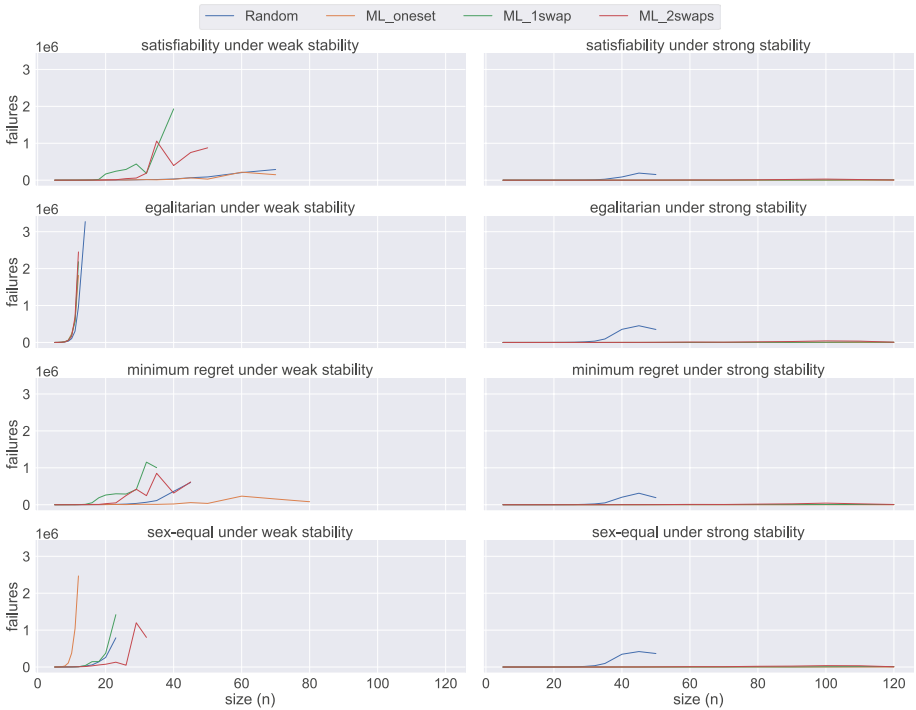 Random ML_oneset ML_1swap ML_2swaps
1e6
satisfiability under weak stability
satisfiability under strong stability
3
2
1
0
failures
1e6
egalitarian under weak stability
egalitarian under strong stability
3
2
1
0
failures
1e6
minimum regret under weak stability
minimum regret under strong stability
3
2
1
0
failures
1e6
sex-equal under weak stability
sex-equal under strong stability
3
2
1
0
failures
0 20 40 60 80 100 120
size (n)
0 20 40 60 80 100 120
size (n)